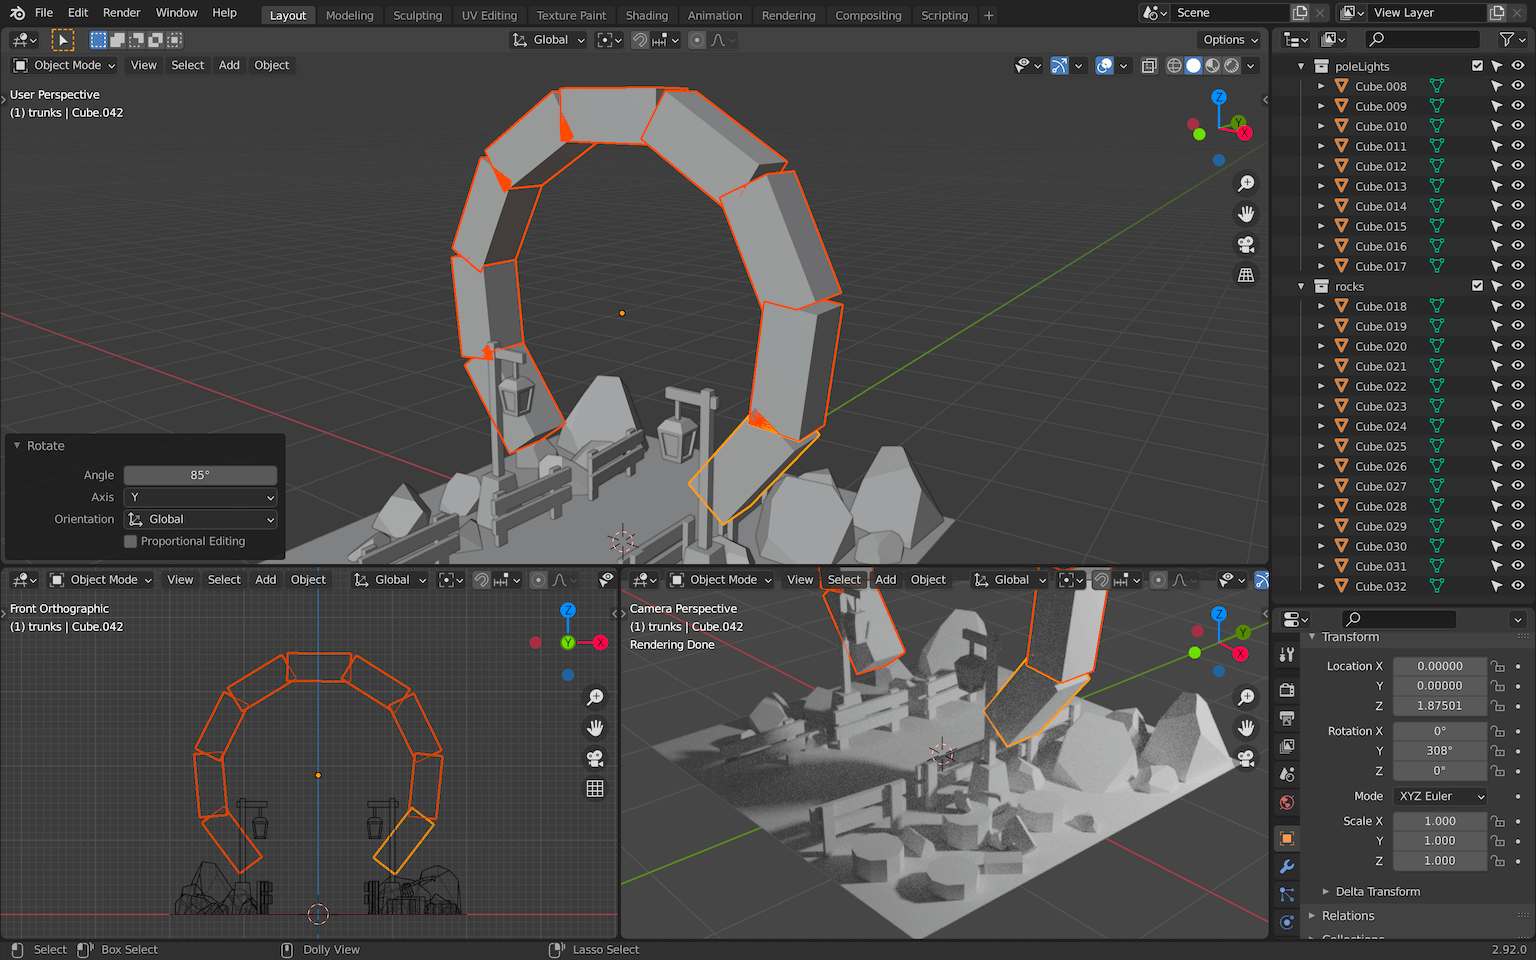 File Edit Render Window Help Layout Modeling Sculpting UV Editing Texture Paint Shading Animation Rendering Compositing Scripting + Scene View Layer
Global Options
Object Mode View Select Add Object
User Perspective
(1) trunks | Cube.042
Z
Y
X
Rotate
Angle 85°
Axis Y
Orientation Global
Proportional Editing
Object Mode View Select Add Object Global
Front Orthographic
(1) trunks | Cube.042
Z
Y
X
Object Mode View Select Add Object Global
Camera Perspective
(1) trunks | Cube.042
Rendering Done
Z
Y
X
poleLights
Cube.008
Cube.009
Cube.010
Cube.011
Cube.012
Cube.013
Cube.014
Cube.015
Cube.016
Cube.017
rocks
Cube.018
Cube.019
Cube.020
Cube.021
Cube.022
Cube.023
Cube.024
Cube.025
Cube.026
Cube.027
Cube.028
Cube.029
Cube.030
Cube.031
Cube.032
Transform
Location X 0.00000
Y 0.00000
Z 1.87501
Rotation X 0°
Y 308°
Z 0°
Mode XYZ Euler
Scale X 1.000
Y 1.000
Z 1.000
Delta Transform
Relations
Select Box Select Dolly View Lasso Select 2.92.0